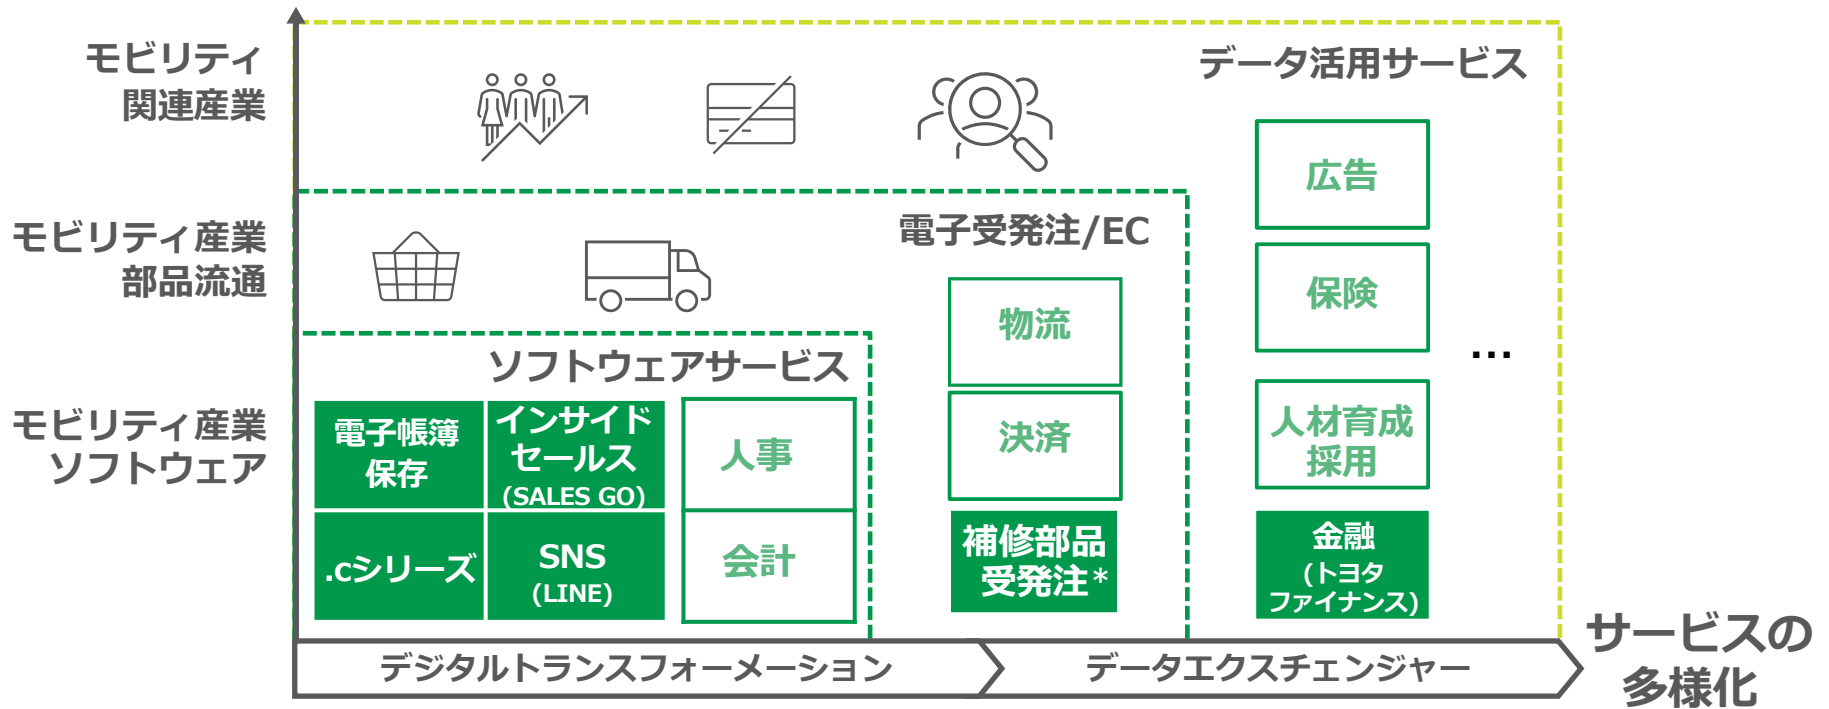 モビリティ
関連産業
データ活用サービス
広告
モビリティ産業
部品流通
電子受発注/EC
物流
保険
...
ソフトウェアサービス
モビリティ産業
ソフトウェア
電子帳簿
保存
インサイド
セールス
(SALES GO)
人事
決済
人材育成
採用
.cシリーズ
SNS
(LINE)
会計
補修部品
受発注*
金融
(トヨタ
ファイナンス)
デジタルトランスフォーメーション
データエクスチェンジャー
サービスの
多様化